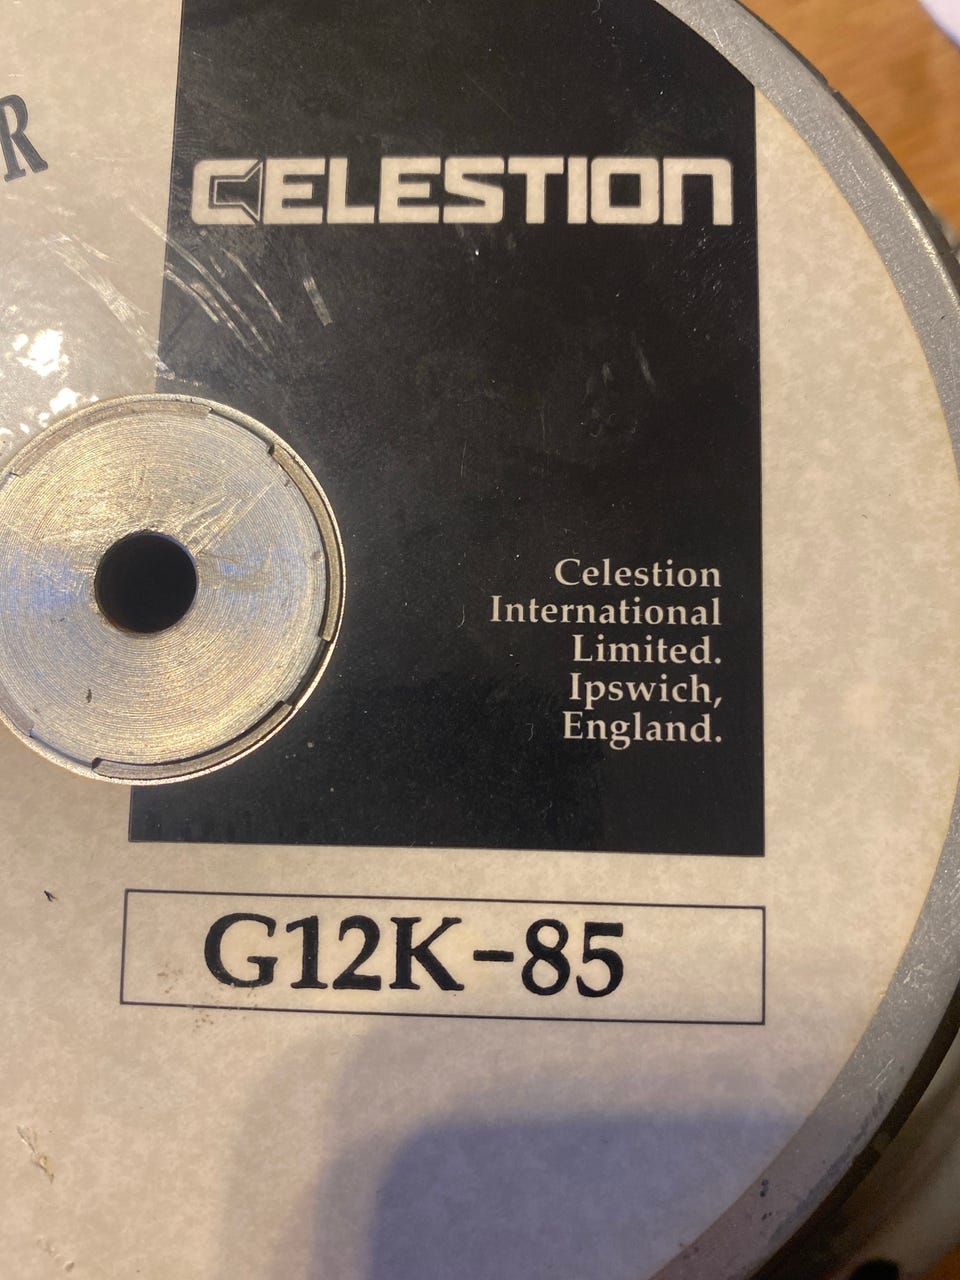 R
CELESTION
Celestion
International
Limited.
Ipswich,
England.
G12K-85